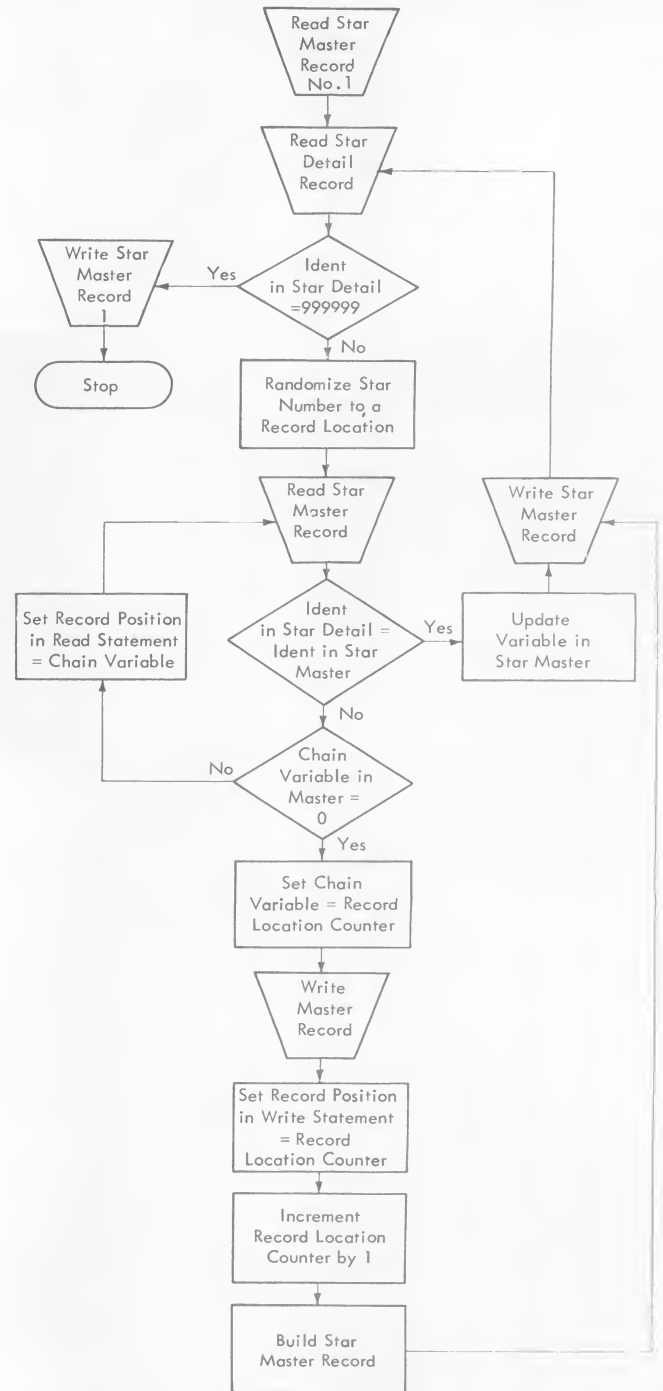 Read Star
Master
Record
No.1
Read Star
Detail
Record
Ident
in Star Detail
=999999
Yes
Write Star
Master
Record
1
Stop
No
Randomize Star
Number to a
Record Location
Read Star
Master
Record
Write Star
Master
Record
Set Record Position
in Read Statement
= Chain Variable
Ident
in Star Detail =
Ident in Star
Master
Yes
Update
Variable in
Star Master
No
Chain
Variable in
Master =
0
No
Yes
Set Chain
Variable = Record
Location Counter
Write
Master
Record
Set Record Position
in Write Statement
= Record
Location Counter
Increment
Record Location
Counter by 1
Build Star
Master Record